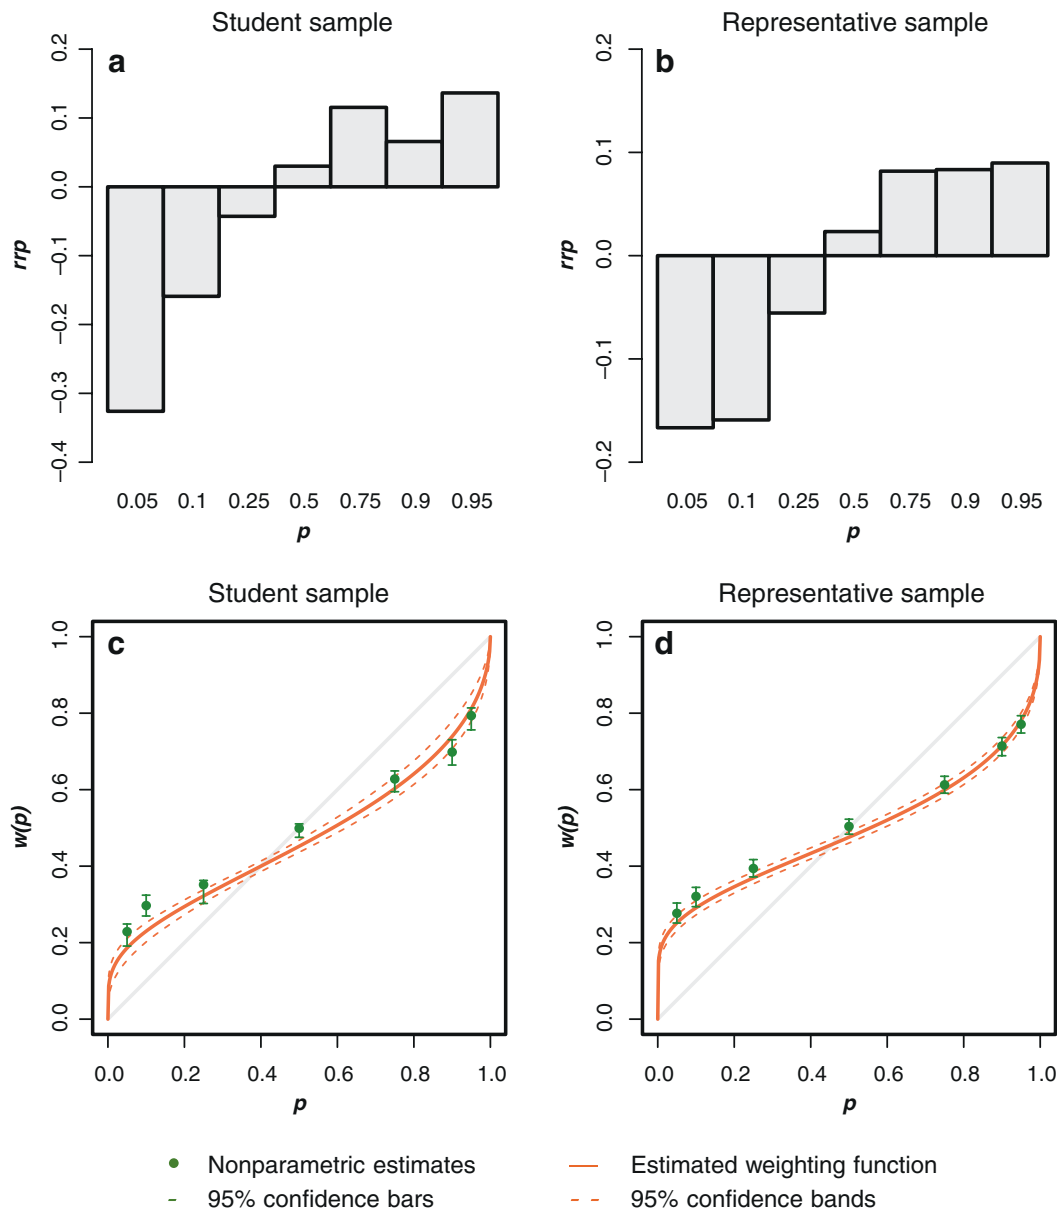 Student sample
Representative sample
a
b
0.2
0.1
0.0
−0.1
−0.2
−0.3
−0.4
rrp
0.05 0.1 0.25 0.5 0.75 0.9 0.95
p
0.2
0.1
0.0
−0.1
−0.2
rrp
0.05 0.1 0.25 0.5 0.75 0.9 0.95
p
Student sample
Representative sample
c
d
1.0
0.8
0.6
0.4
0.2
0.0
w(p)
0.0 0.2 0.4 0.6 0.8 1.0
p
1.0
0.8
0.6
0.4
0.2
0.0
w(p)
0.0 0.2 0.4 0.6 0.8 1.0
p
Nonparametric estimates
Estimated weighting function
95% confidence bars
95% confidence bands